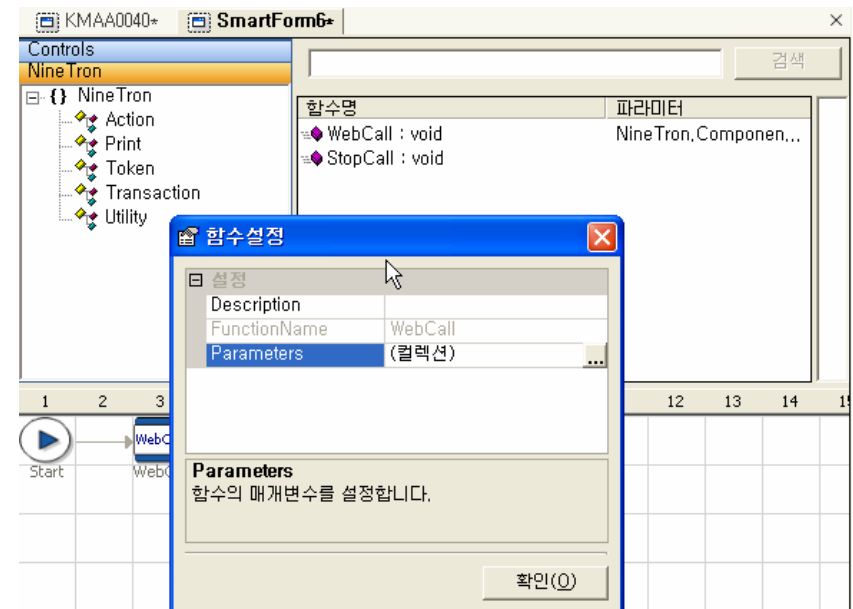 KMAA0040*
SmartForm6*
Controls
NineTron
검색
{} NineTron
Action
Print
Token
Transaction
Utility
함수명 파라미터
WebCall : void NineTron,Componen,,,
StopCall : void
함수설정
설정
Description
FunctionName WebCall
Parameters (컬렉션) ...
1 2 3 12 13 14
Start
Parameters
함수의 매개변수를 설정합니다.
확인(O)